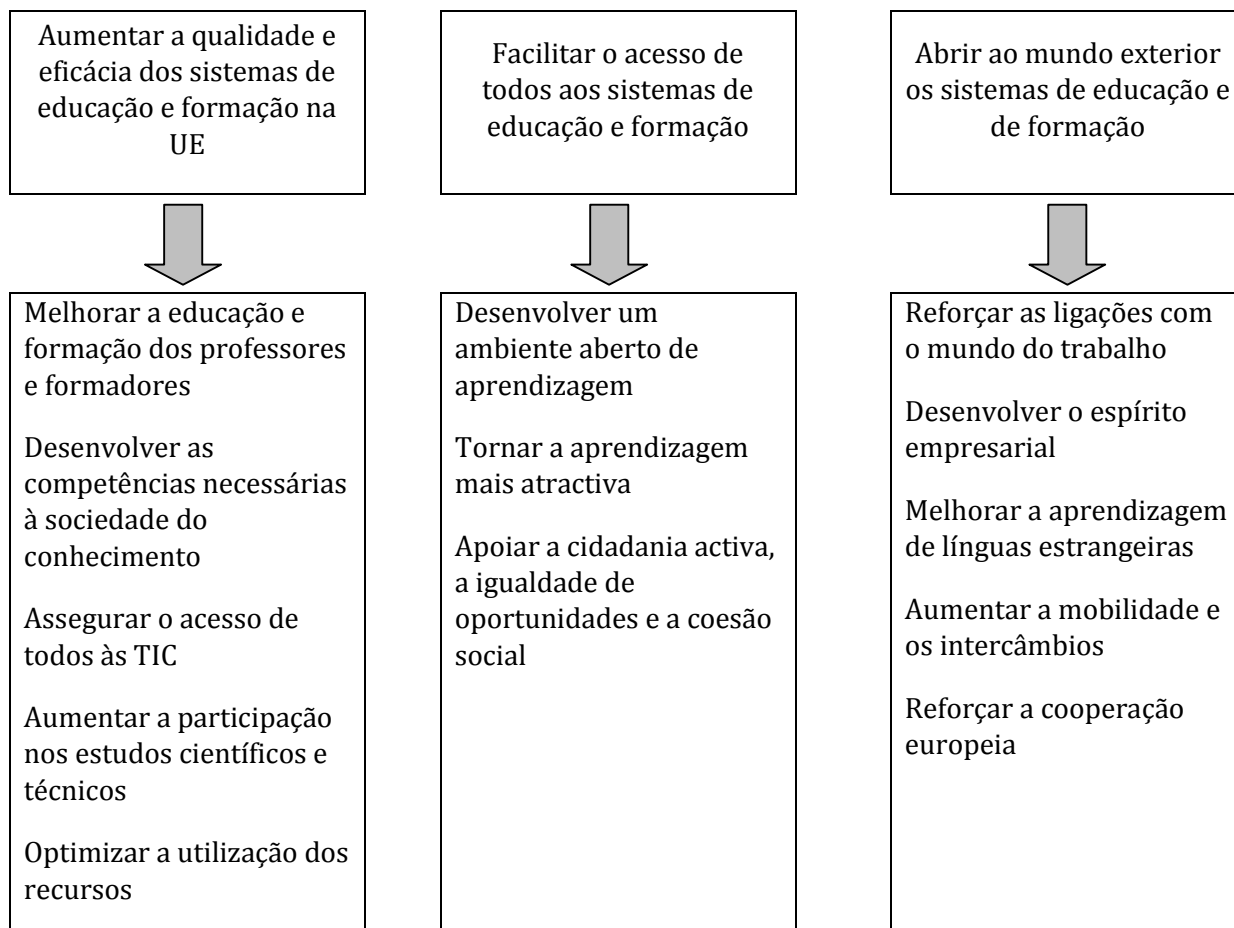 Aumentar a qualidade e
eficácia dos sistemas de
educação e formação na
UE
Facilitar o acesso de
todos aos sistemas de
educação e formação
Abrir ao mundo exterior
os sistemas de educação e
de formação
Melhorar a educação e
formação dos professores
e formadores
Desenvolver as
competências necessárias
à sociedade do
conhecimento
Assegurar o acesso de
todos às TIC
Aumentar a participação
nos estudos científicos e
técnicos
Optimizar a utilização dos
recursos
Desenvolver um
ambiente aberto de
aprendizagem
Tornar a aprendizagem
mais atractiva
Apoiar a cidadania activa,
a igualdade de
oportunidades e a coesão
social
Reforçar as ligações com
o mundo do trabalho
Desenvolver o espírito
empresarial
Melhorar a aprendizagem
de línguas estrangeiras
Aumentar a mobilidade e
os intercâmbios
Reforçar a cooperação
europeia